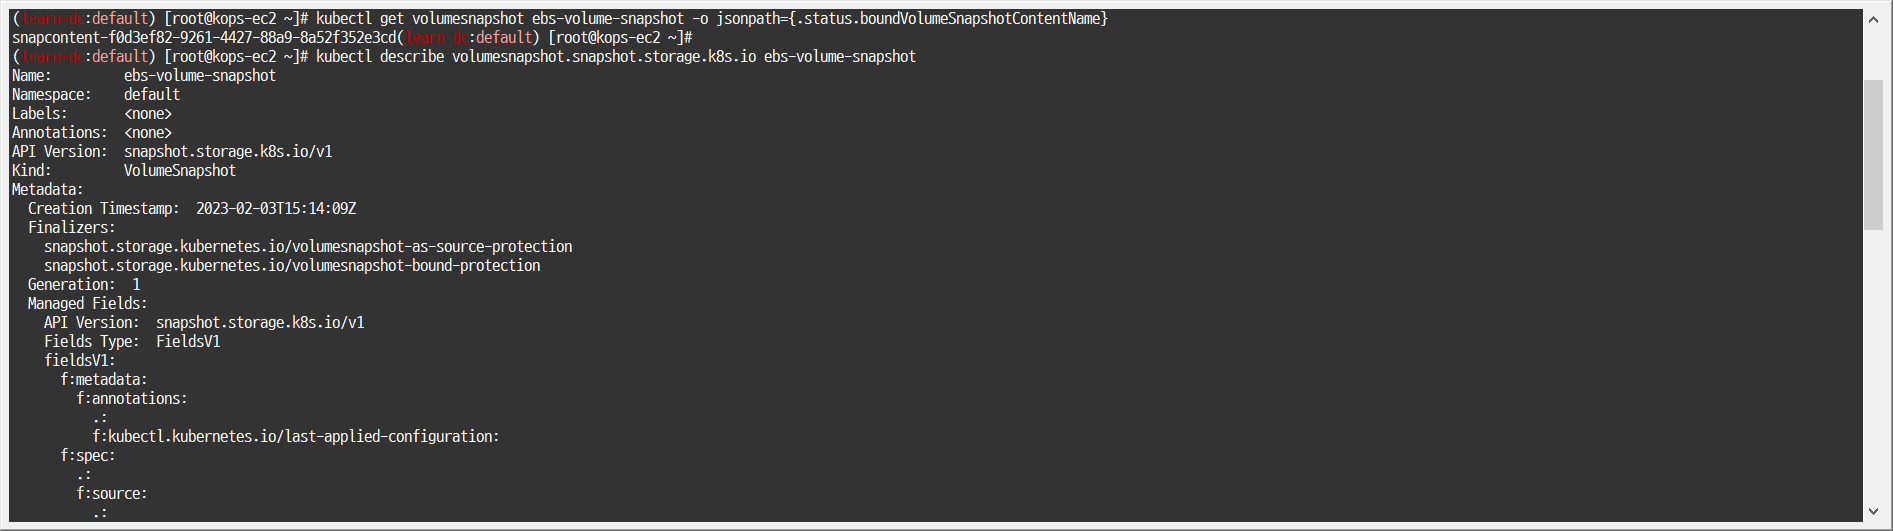 (learn-dc:default) [root@kops-ec2 ~]# kubectl get volumesnapshot ebs-volume-snapshot -o jsonpath={.status.boundVolumeSnapshotContentName}
snapcontent-f0d3ef82-9261-4427-88a9-8a52f352e3cd(learn-dc:default) [root@kops-ec2 ~]#
(learn-dc:default) [root@kops-ec2 ~]# kubectl describe volumesnapshot.snapshot.storage.k8s.io ebs-volume-snapshot
Name:         ebs-volume-snapshot
Namespace:    default
Labels:       <none>
Annotations:  <none>
API Version:  snapshot.storage.k8s.io/v1
Kind:         VolumeSnapshot
Metadata:
  Creation Timestamp:  2023-02-03T15:14:09Z
  Finalizers:
    snapshot.storage.kubernetes.io/volumesnapshot-as-source-protection
    snapshot.storage.kubernetes.io/volumesnapshot-bound-protection
  Generation:  1
  Managed Fields:
    API Version:  snapshot.storage.k8s.io/v1
    Fields Type:  FieldsV1
    fieldsV1:
      f:metadata:
        f:annotations:
          .:
          f:kubectl.kubernetes.io/last-applied-configuration:
      f:spec:
        .:
        f:source:
          .: